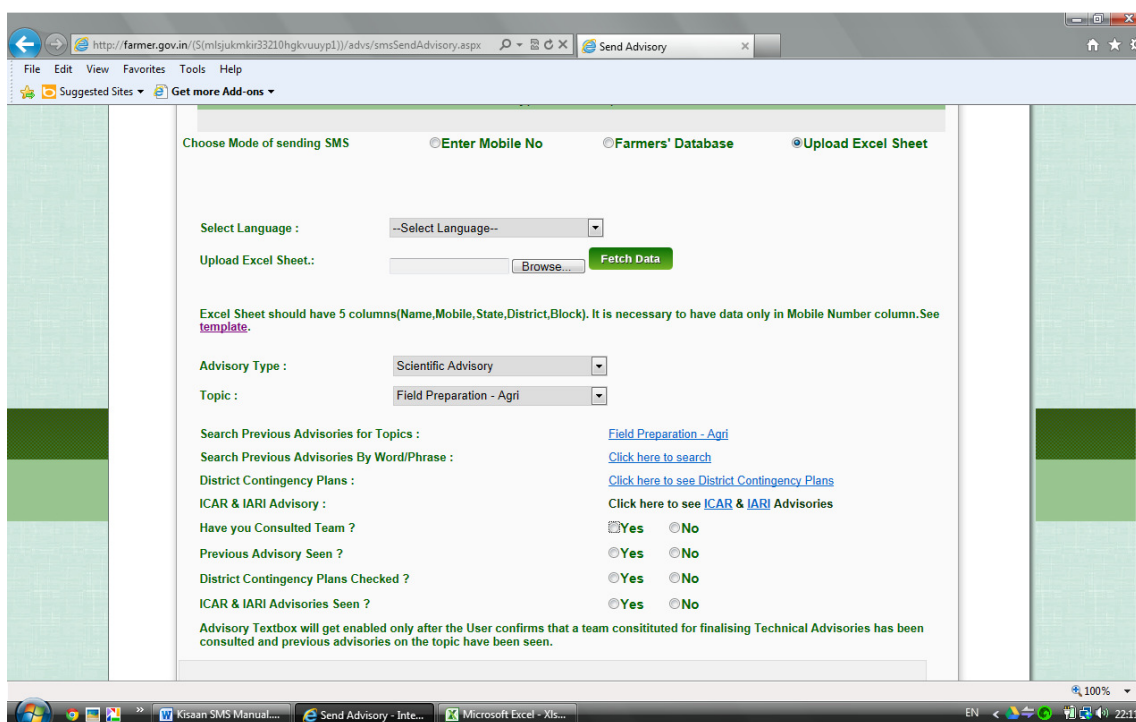 http://farmer.gov.in/(S(mlsjukmkir33210hgkvuuyp1))/advs/smsSendAdvisory.aspx Send Advisory
File Edit View Favorites Tools Help
Suggested Sites Get more Add-ons
Choose Mode of sending SMS Enter Mobile No Farmers' Database Upload Excel Sheet
Select Language : --Select Language--
Upload Excel Sheet.: Browse... Fetch Data
Excel Sheet should have 5 columns(Name,Mobile,State,District,Block). It is necessary to have data only in Mobile Number column.See
template.
Advisory Type : Scientific Advisory
Topic : Field Preparation - Agri
Search Previous Advisories for Topics : Field Preparation - Agri
Search Previous Advisories By Word/Phrase : Click here to search
District Contingency Plans : Click here to see District Contingency Plans
ICAR & IARI Advisory : Click here to see ICAR & IARI Advisories
Have you Consulted Team ? Yes No
Previous Advisory Seen ? Yes No
District Contingency Plans Checked ? Yes No
ICAR & IARI Advisories Seen ? Yes No
Advisory Textbox will get enabled only after the User confirms that a team consitituted for finalising Technical Advisories has been
consulted and previous advisories on the topic have been seen.
100%
Kisaan SMS Manual.... Send Advisory - Inte... Microsoft Excel - Xls... EN